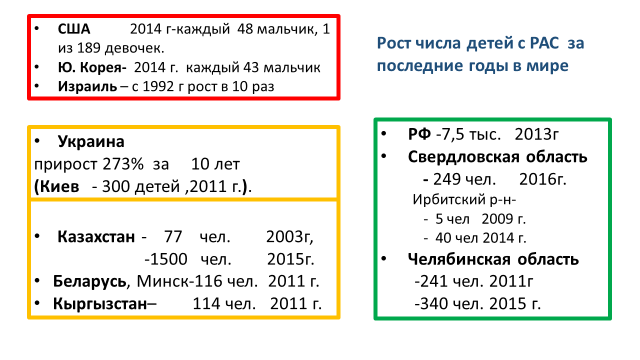 • США 2014 г-каждый 48 мальчик, 1
из 189 девочек.
• Ю. Корея- 2014 г. каждый 43 мальчик
• Израиль – с 1992 г рост в 10 раз
Рост числа детей с РАС за
последние годы в мире
• Украина
прирост 273% за 10 лет
(Киев - 300 детей ,2011 г.).
• Казахстан - 77 чел. 2003г,
-1500 чел. 2015г.
• Беларусь, Минск-116 чел. 2011 г.
• Кыргызстан– 114 чел. 2011 г.
• РФ -7,5 тыс. 2013г
• Свердловская область
- 249 чел. 2016г.
Ирбитский р-н-
- 5 чел 2009 г.
- 40 чел 2014 г.
• Челябинская область
-241 чел. 2011г
-340 чел. 2015 г.